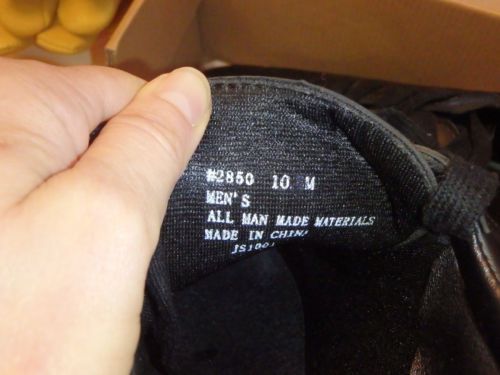 #2850 10 M
MEN'S
ALL MAN MADE MATERIALS
MADE IN CHINA